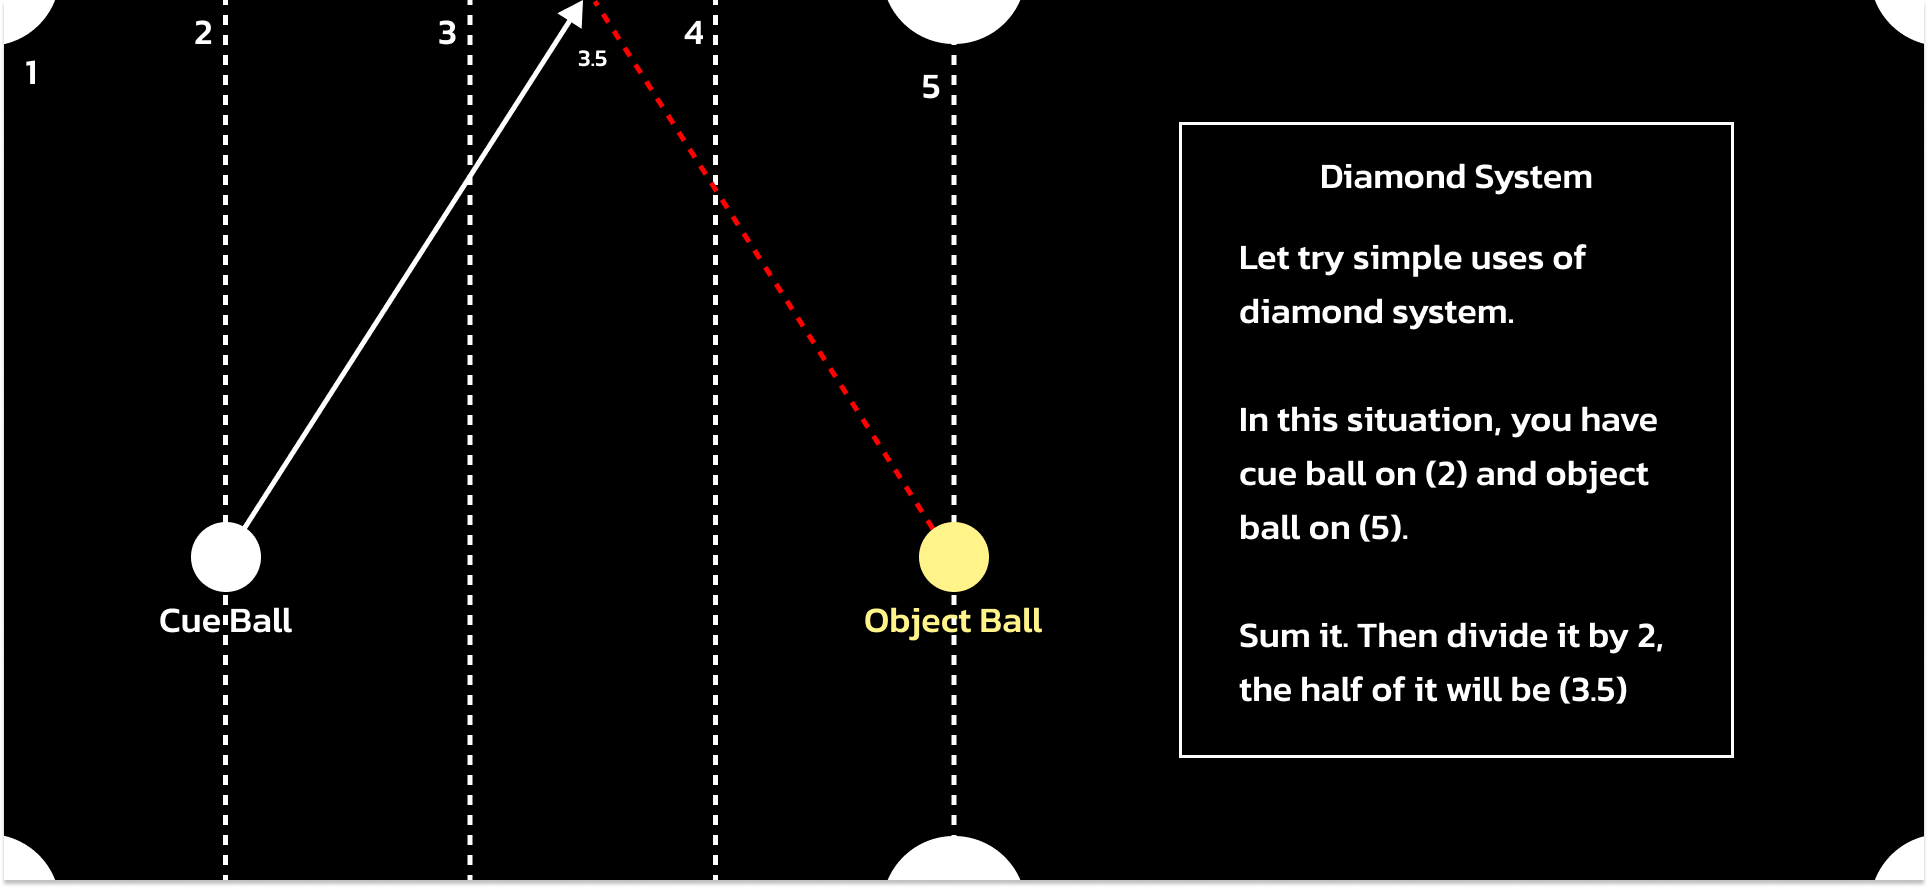 2
3
4
3.5
1
5
Cue Ball
Object Ball
Diamond System
Let try simple uses of
diamond system.
In this situation, you have
cue ball on (2) and object
ball on (5).
Sum it. Then divide it by 2,
the half of it will be (3.5)